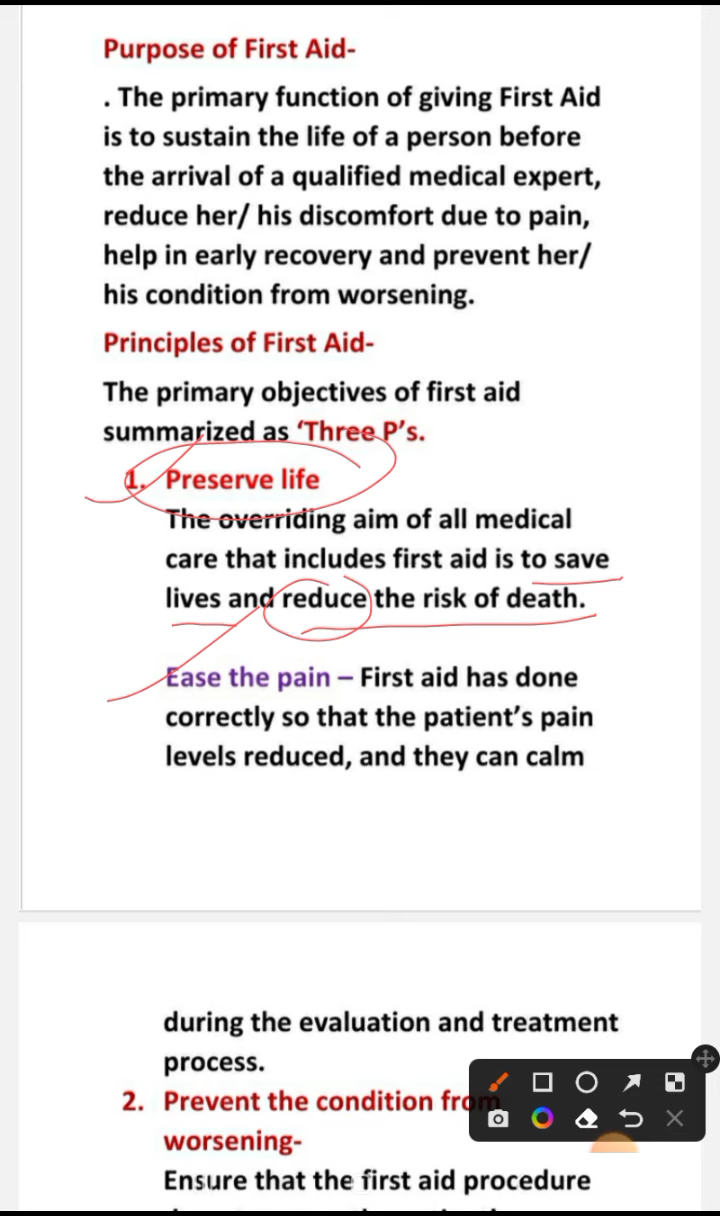 Purpose of First Aid-
. The primary function of giving First Aid
is to sustain the life of a person before
the arrival of a qualified medical expert,
reduce her/ his discomfort due to pain,
help in early recovery and prevent her/
his condition from worsening.
Principles of First Aid-
The primary objectives of first aid
summarized as ‘Three P’s.
1. Preserve life
The overriding aim of all medical
care that includes first aid is to save
lives and reduce the risk of death.
Ease the pain – First aid has done
correctly so that the patient’s pain
levels reduced, and they can calm
during the evaluation and treatment
process.
2. Prevent the condition from
worsening-
Ensure that the first aid procedure